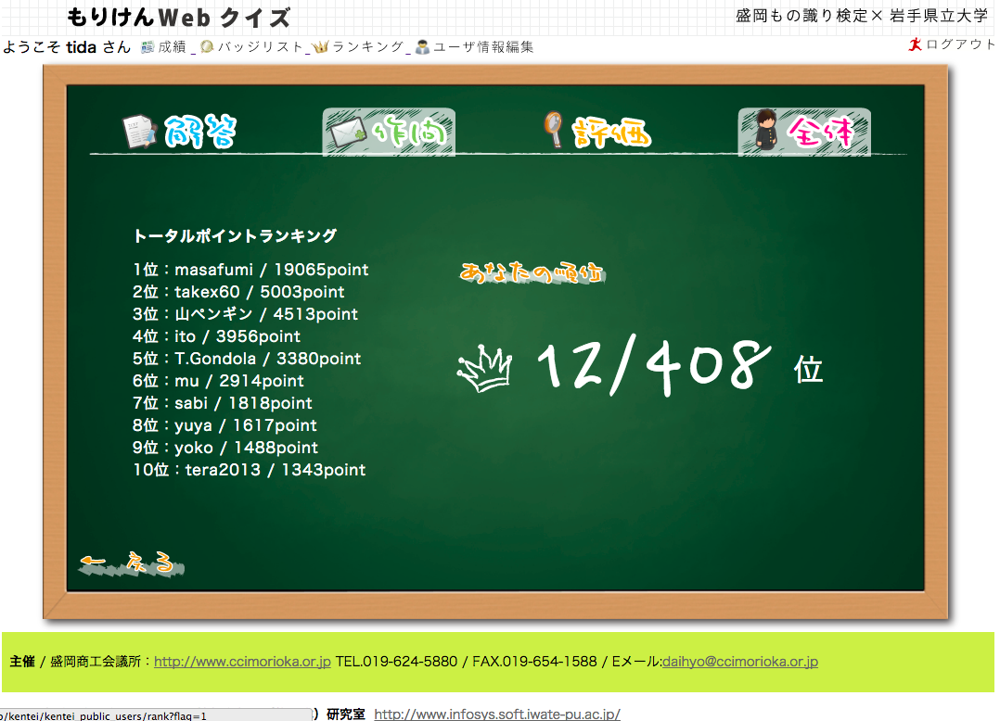 もりけんWeb クイズ
盛岡もの識り検定× 岩手県立大学
ようこそ tida さん 成績 _ バッジリスト _ ランキング _ ユーザ情報編集
ログアウト
解答 作問 評価 全体
トータルポイントランキング
1位：masafumi / 19065point
2位：takex60 / 5003point
3位：山ペンギン / 4513point
4位：ito / 3956point
5位：T.Gondola / 3380point
6位：mu / 2914point
7位：sabi / 1818point
8位：yuya / 1617point
9位：yoko / 1488point
10位：tera2013 / 1343point
あなたの順位
12/408 位
← 戻る
主催 / 盛岡商工会議所：http://www.ccimorioka.or.jp TEL.019-624-5880 / FAX.019-654-1588 / Eメール:daihyo@ccimorioka.or.jp
/kentei/kentei_public_users/rank?flag=1
）研究室 http://www.infosys.soft.iwate-pu.ac.jp/